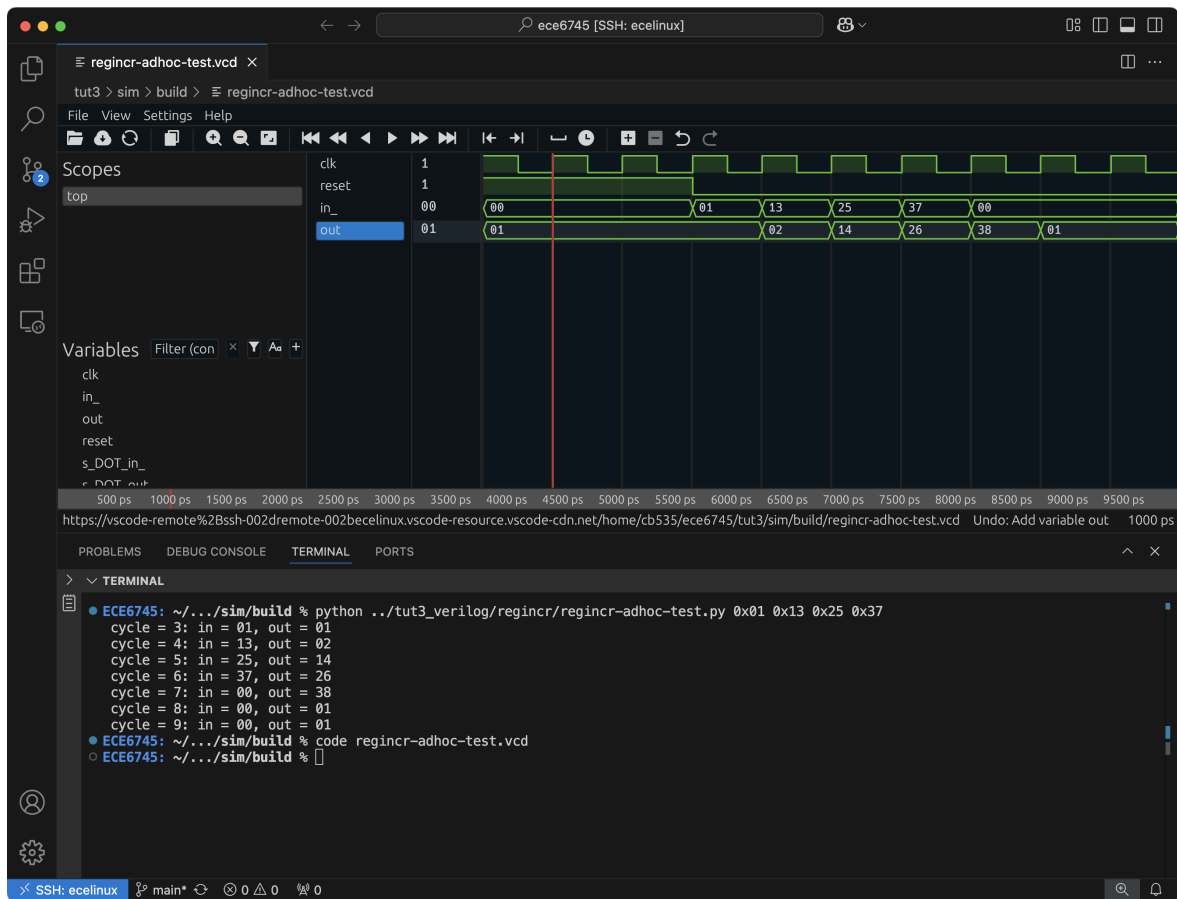 ece6745 [SSH: ecelinux]
regincr-adhoc-test.vcd
tut3 > sim > build > regincr-adhoc-test.vcd
File View Settings Help
Scopes
top
clk 1
reset 1
in_ 00 00 01 13 25 37 00
out 01 01 02 14 26 38 01
2
Variables Filter (con Aa +
clk
in_
out
reset
s_DOT_in_
s_DOT_out
500 ps 1000 ps 1500 ps 2000 ps 2500 ps 3000 ps 3500 ps 4000 ps 4500 ps 5000 ps 5500 ps 6000 ps 6500 ps 7000 ps 7500 ps 8000 ps 8500 ps 9000 ps 9500 ps
https://vscode-remote%2Bssh-002dremote-002becelinux.vscode-resource.vscode-cdn.net/home/cb535/ece6745/tut3/sim/build/regincr-adhoc-test.vcd Undo: Add variable out 1000 ps
PROBLEMS DEBUG CONSOLE TERMINAL PORTS
TERMINAL
ECE6745: ~/.../sim/build % python ../tut3_verilog/regincr/regincr-adhoc-test.py 0x01 0x13 0x25 0x37
cycle = 3: in = 01, out = 01
cycle = 4: in = 13, out = 02
cycle = 5: in = 25, out = 14
cycle = 6: in = 37, out = 26
cycle = 7: in = 00, out = 38
cycle = 8: in = 00, out = 01
cycle = 9: in = 00, out = 01
ECE6745: ~/.../sim/build % code regincr-adhoc-test.vcd
ECE6745: ~/.../sim/build %
SSH: ecelinux main* 0 0 0